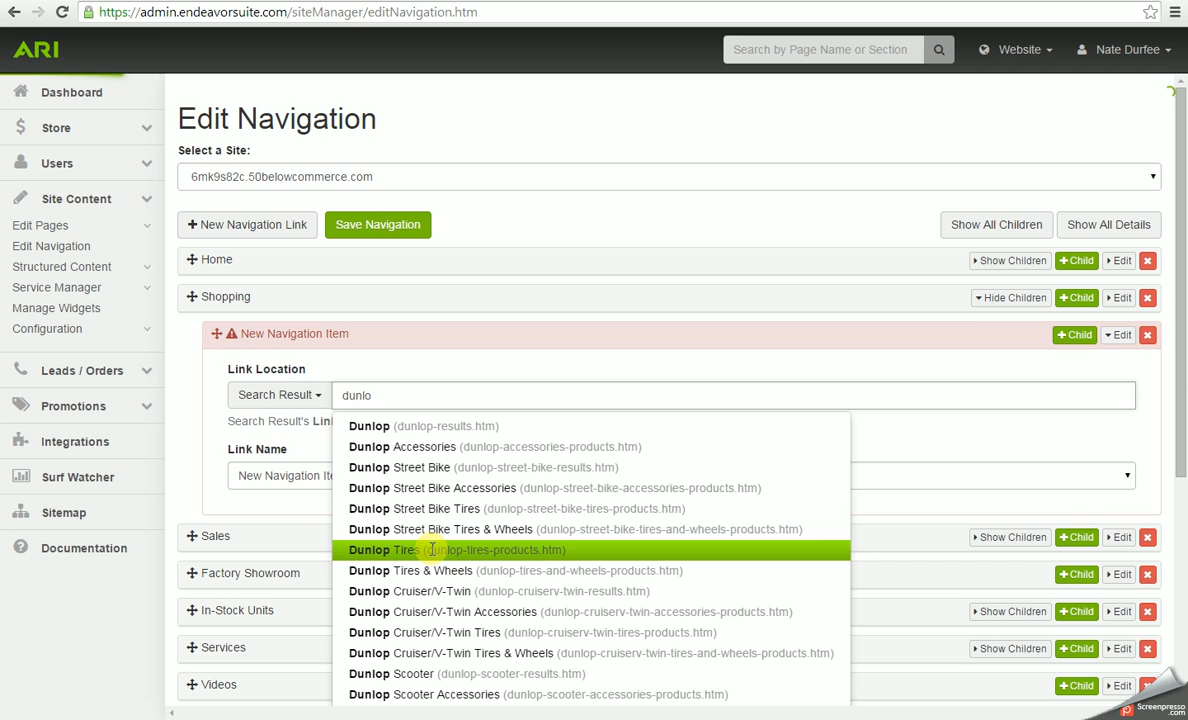 https://admin.endeavorsuite.com/siteManager/editNavigation.htm
ARI
Search by Page Name or Section
Website
Nate Durfee
Dashboard
Store
Users
Site Content
Edit Pages
Edit Navigation
Structured Content
Service Manager
Manage Widgets
Configuration
Leads / Orders
Promotions
Integrations
Surf Watcher
Sitemap
Documentation
Edit Navigation
Select a Site:
6mk9s82c.50belowcommerce.com
New Navigation Link
Save Navigation
Show All Children
Show All Details
Home
Show Children
Child
Edit
Shopping
Hide Children
Child
Edit
New Navigation Item
Child
Edit
Link Location
Search Result
dunlo
Search Result's
Link Name
Dunlop (dunlop-results.htm)
Dunlop Accessories (dunlop-accessories-products.htm)
Dunlop Street Bike (dunlop-street-bike-results.htm)
Dunlop Street Bike Accessories (dunlop-street-bike-accessories-products.htm)
Dunlop Street Bike Tires (dunlop-street-bike-tires-products.htm)
Dunlop Street Bike Tires & Wheels (dunlop-street-bike-tires-and-wheels-products.htm)
Dunlop Tires (dunlop-tires-products.htm)
Dunlop Tires & Wheels (dunlop-tires-and-wheels-products.htm)
Dunlop Cruiser/V-Twin (dunlop-cruiserv-twin-results.htm)
Dunlop Cruiser/V-Twin Accessories (dunlop-cruiserv-twin-accessories-products.htm)
Dunlop Cruiser/V-Twin Tires (dunlop-cruiserv-twin-tires-products.htm)
Dunlop Cruiser/V-Twin Tires & Wheels (dunlop-cruiserv-twin-tires-and-wheels-products.htm)
Dunlop Scooter (dunlop-scooter-results.htm)
Dunlop Scooter Accessories (dunlop-scooter-accessories-products.htm)
New Navigation
Sales
Show Children
Child
Edit
Factory Showroom
Child
Edit
In-Stock Units
Show Children
Child
Edit
Services
Show Children
Child
Edit
Videos
Child
Edit
Screenpresso
.com